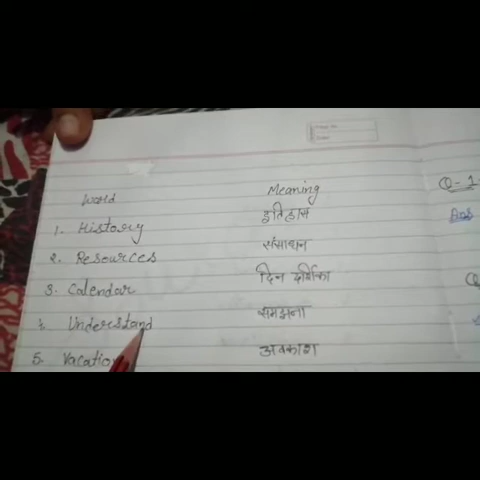 Word Meaning
1. History इतिहास
2. Resources संसाधन
3. Calendar दिन दर्शिका
4. Understand समझना
5. Vacation अवकाश
Q-1
Ans